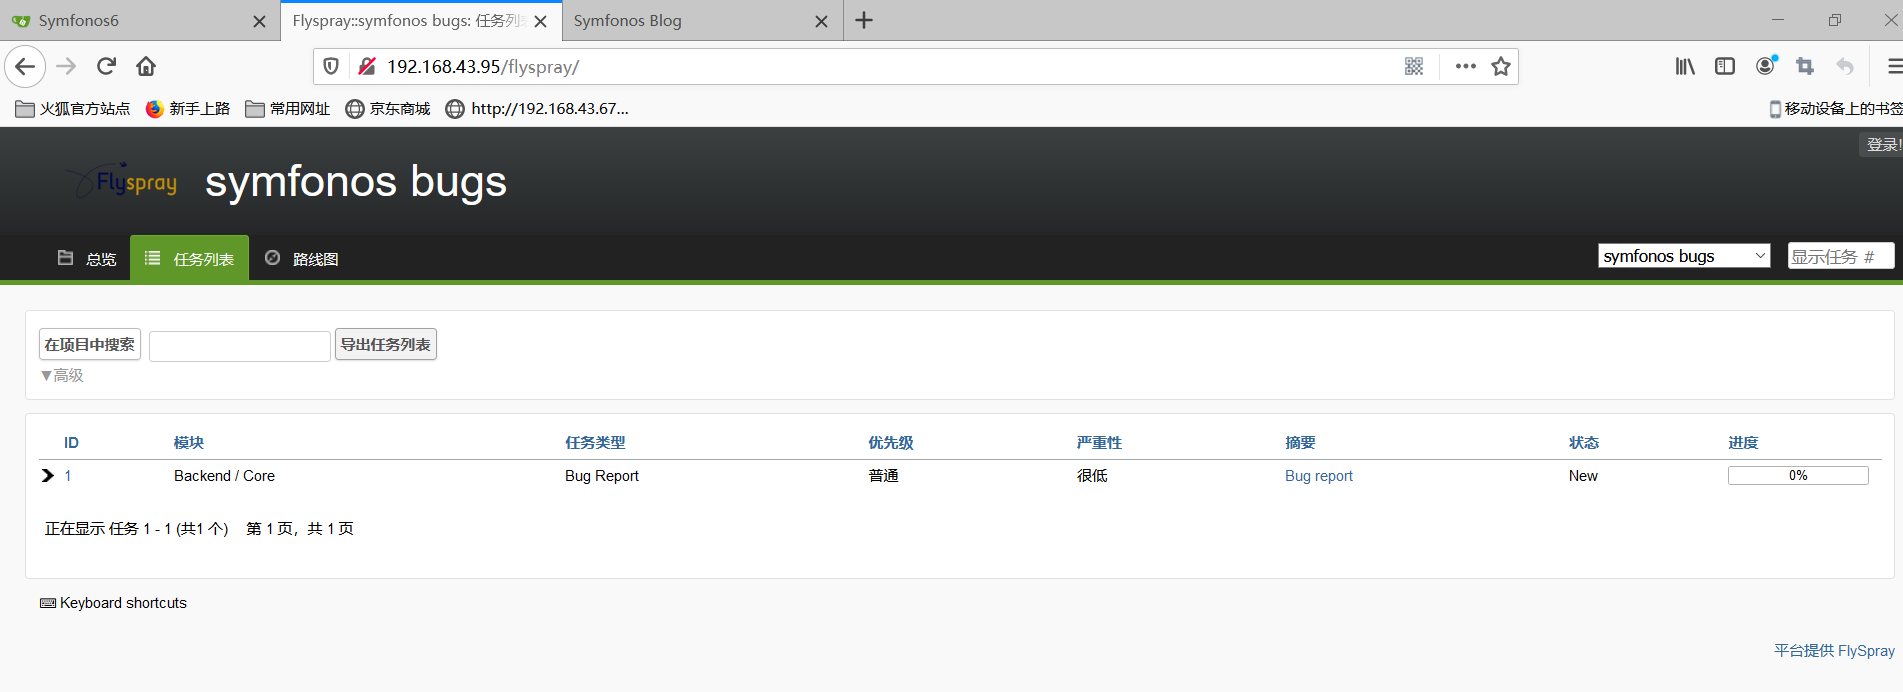 Symfonos6
Flyspray::symfonos bugs: 任务列
Symfonos Blog
192.168.43.95/flyspray/
火狐官方站点 新手上路 常用网址 京东商城 http://192.168.43.67... 移动设备上的书签
登录!
Flyspray symfonos bugs
总览 任务列表 路线图 symfonos bugs 显示任务 #
在项目中搜索 导出任务列表
▼高级
ID 模块 任务类型 优先级 严重性 摘要 状态 进度
1 Backend / Core Bug Report 普通 很低 Bug report New 0%
正在显示 任务 1 - 1 (共1 个) 第 1 页，共 1 页
Keyboard shortcuts
平台提供 FlySpray